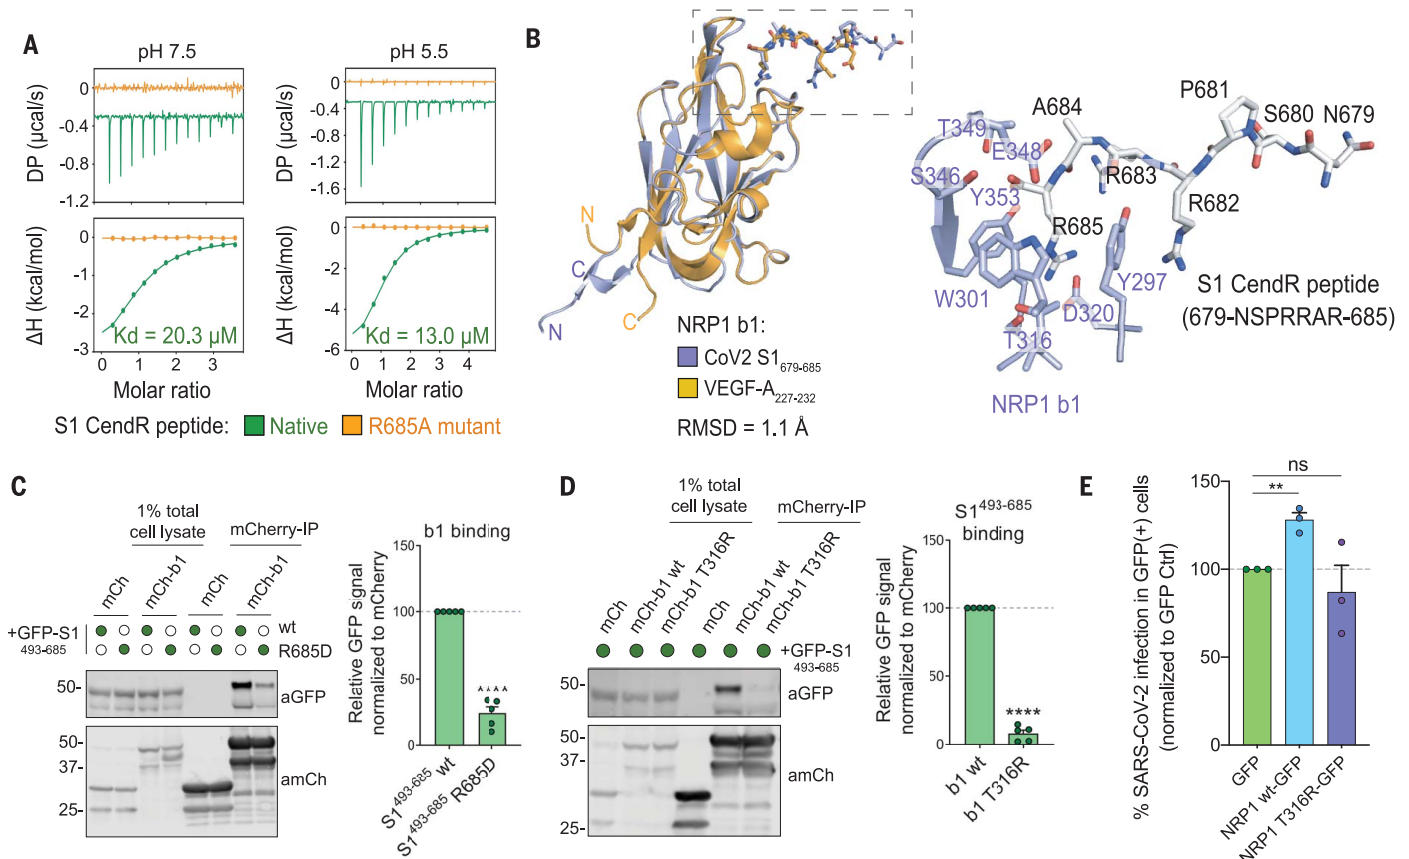 A
pH 7.5
pH 5.5
DP (µcal/s)
0
-0.4
-0.8
-1.2
DP (µcal/s)
0
-0.4
-0.8
-1.2
-1.6
ΔH (kcal/mol)
0
-1
-2
-3
Kd = 20.3 µM
0 1 2 3
Molar ratio
ΔH (kcal/mol)
0
-2
-4
-6
Kd = 13.0 µM
0 1 2 3 4
Molar ratio
S1 CendR peptide: Native R685A mutant
B
N
C
N
C
NRP1 b1:
CoV2 S1679-685
VEGF-A227-232
RMSD = 1.1 Å
T349
E348
S346
Y353
W301
T316
D320
Y297
A684
R683
R685
P681
S680
N679
R682
S1 CendR peptide
(679-NSPRRAR-685)
NRP1 b1
C
1% total
cell lysate
mCherry-IP
mCh
mCh-b1
mCh
mCh-b1
+GFP-S1
493-685
wt
R685D
50-
aGFP
50-
37-
25-
amCh
b1 binding
Relative GFP signal
normalized to mCherry
150
100
50
0
****
S1 493-685 wt
S1 493-685 R685D
D
1% total
cell lysate
mCherry-IP
mCh
mCh-b1 wt
mCh-b1 T316R
mCh
mCh-b1 wt
mCh-b1 T316R
+GFP-S1
493-685
50-
aGFP
50-
37-
25-
amCh
S1493-685
binding
Relative GFP signal
normalized to mCherry
150
100
50
0
****
b1 wt
b1 T316R
E
% SARS-CoV-2 infection in GFP(+) cells
(normalized to GFP Ctrl)
150
100
50
0
ns
**
GFP
NRP1 wt-GFP
NRP1 T316R-GFP